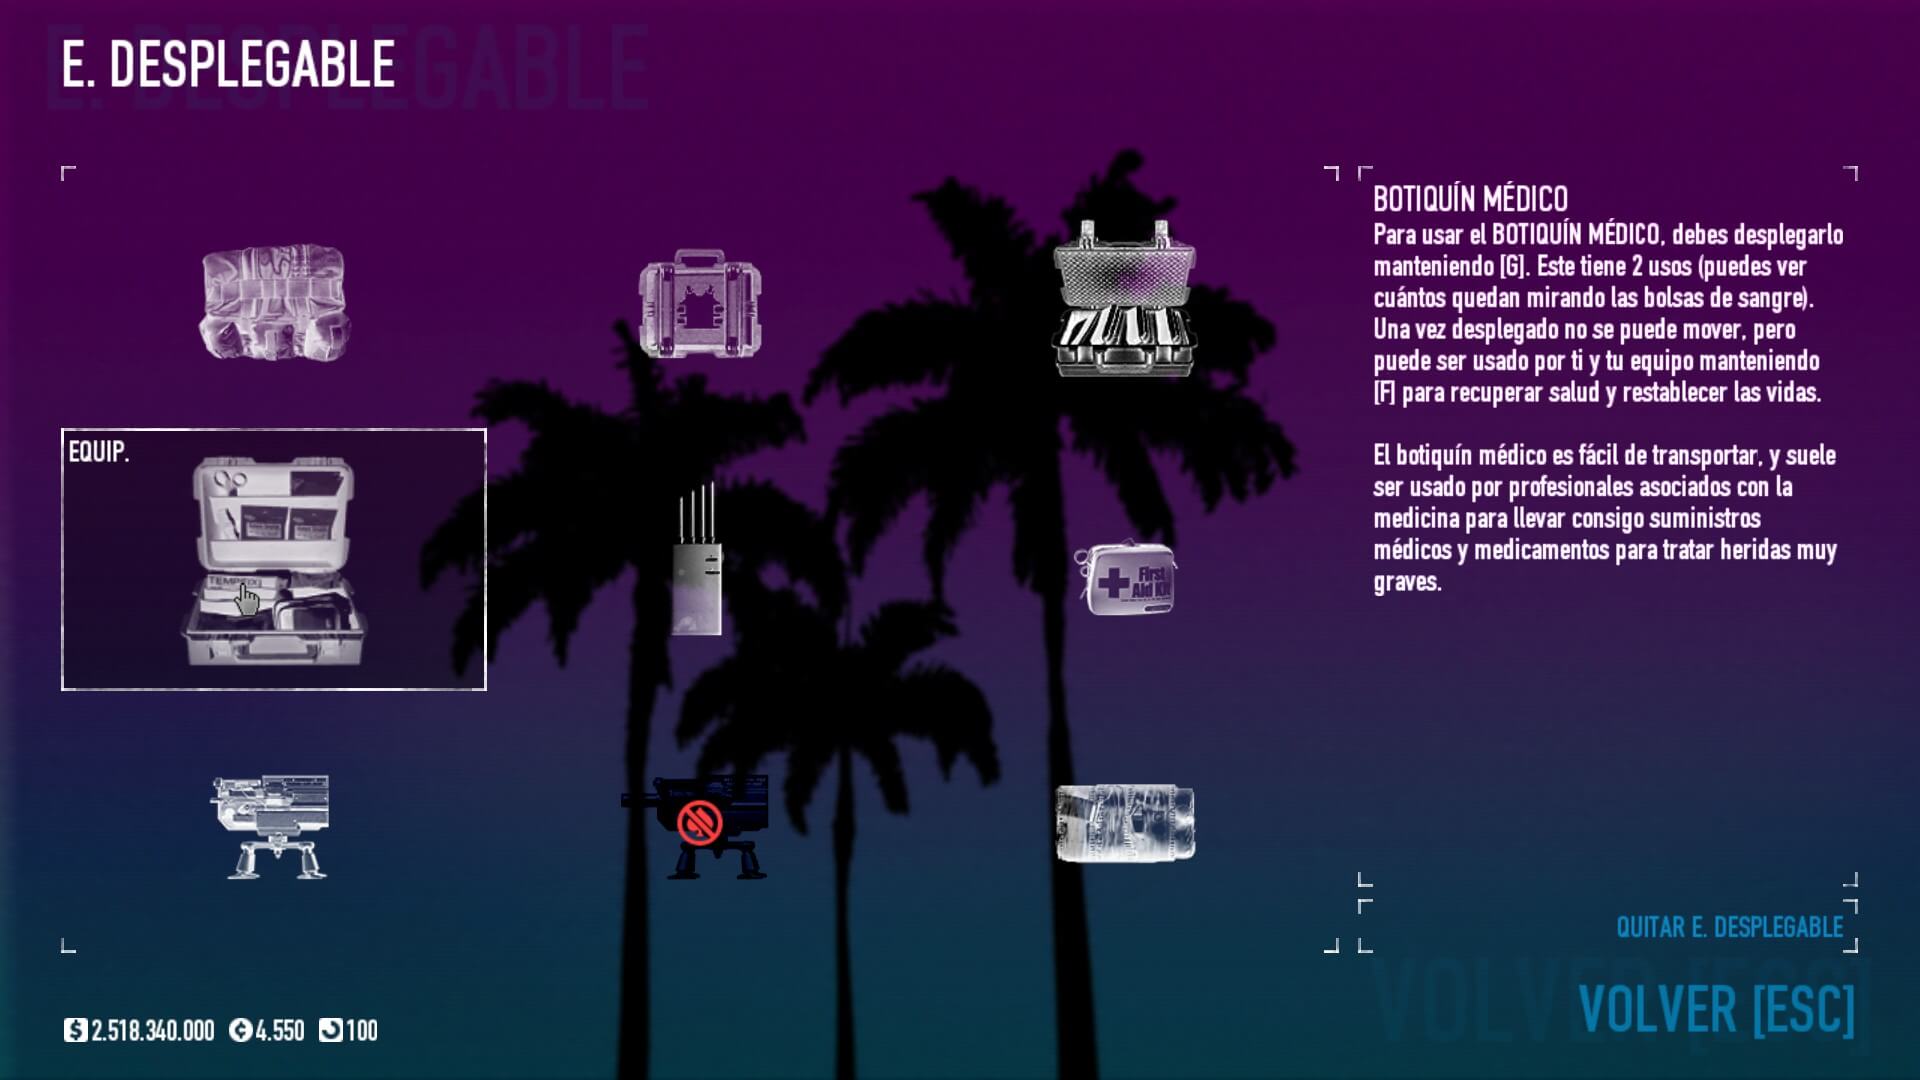 E. DESPLEGABLE
EQUIP.
TEMPFIX
First
Aid Kit
BOTIQUÍN MÉDICO
Para usar el BOTIQUÍN MÉDICO, debes desplegarlo
manteniendo [G]. Este tiene 2 usos (puedes ver
cuántos quedan mirando las bolsas de sangre).
Una vez desplegado no se puede mover, pero
puede ser usado por ti y tu equipo manteniendo
[F] para recuperar salud y restablecer las vidas.
El botiquín médico es fácil de transportar, y suele
ser usado por profesionales asociados con la
medicina para llevar consigo suministros
médicos y medicamentos para tratar heridas muy
graves.
QUITAR E. DESPLEGABLE
VOLVER [ESC]
2.518.340.000 4.550 100